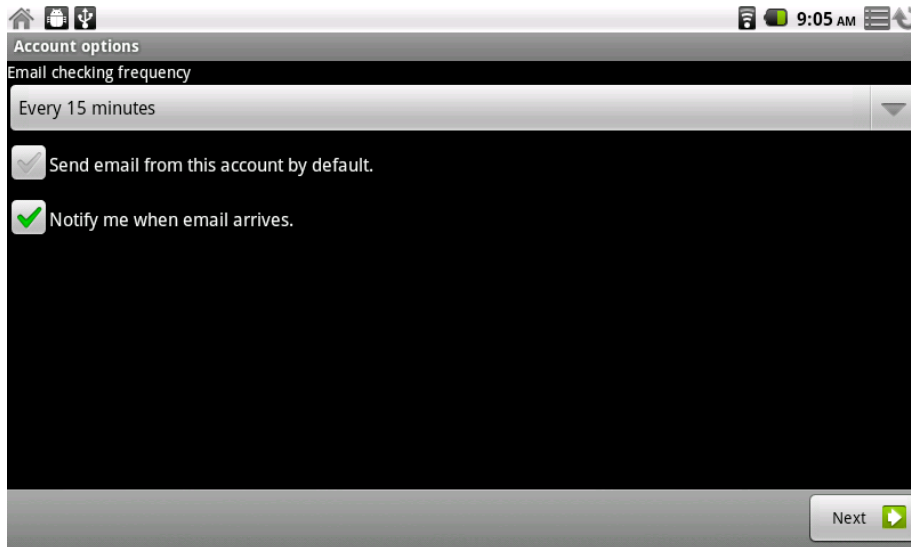 9:05 AM
Account options
Email checking frequency
Every 15 minutes
Send email from this account by default.
Notify me when email arrives.
Next